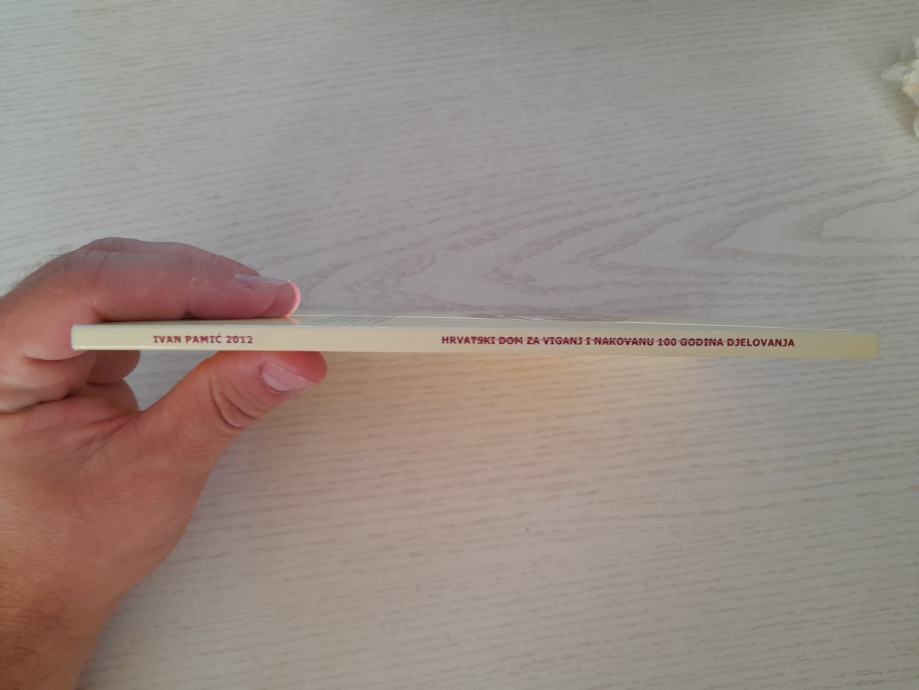 IVAN PAMIĆ 2012 HRVATSKI DOM ZA VIGANJ I NAKOVANU 100 GODINA DJELOVANJA